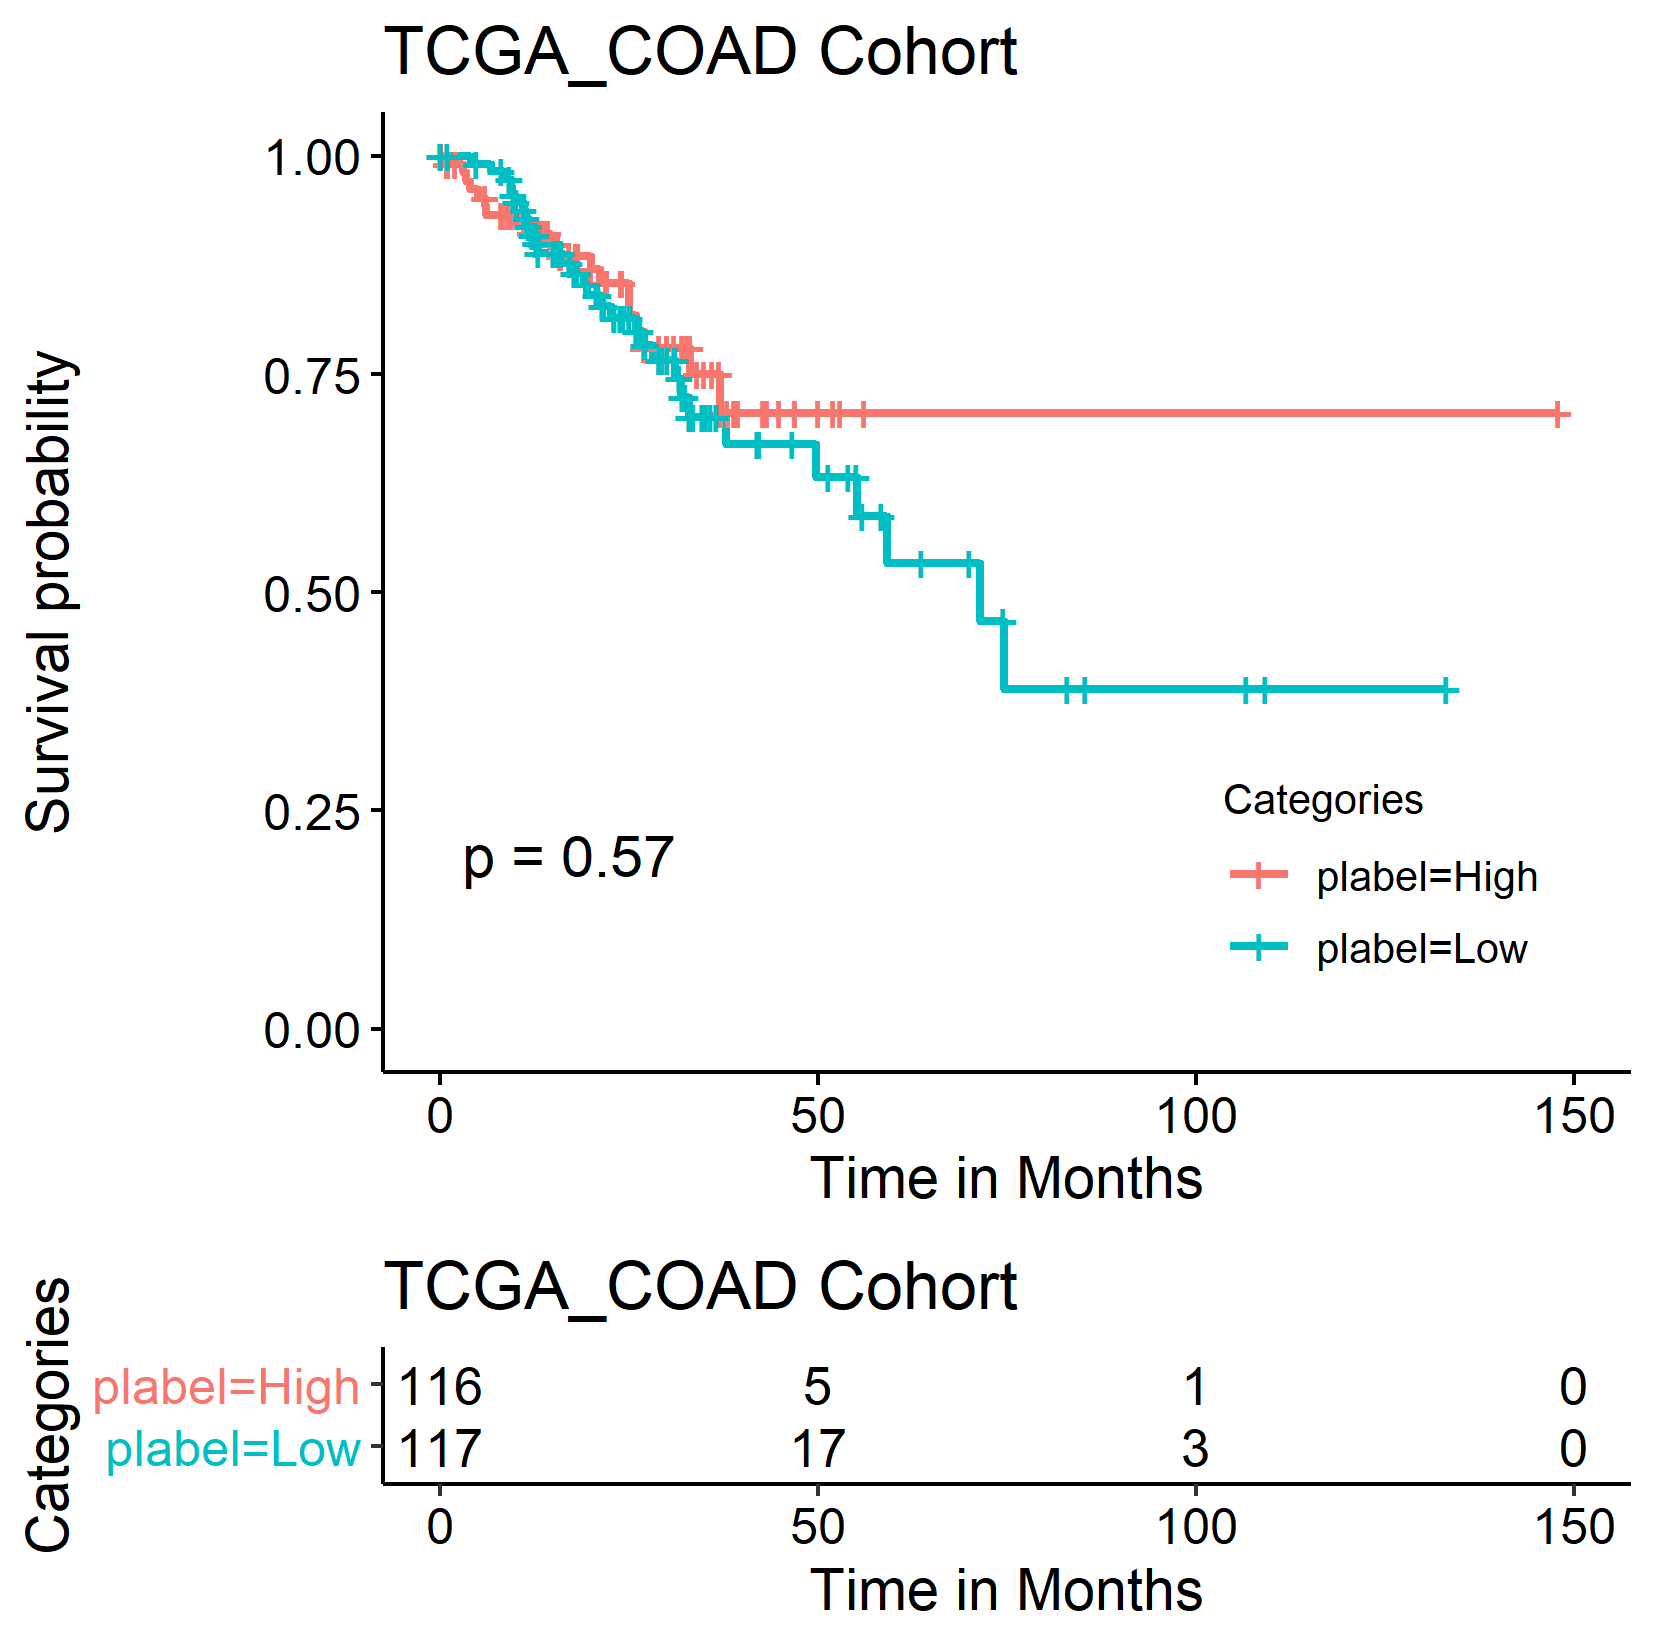 TCGA_COAD Cohort
Survival probability
1.00
0.75
0.50
0.25
0.00
p = 0.57
Categories
plabel=High
plabel=Low
0 50 100 150
Time in Months
TCGA_COAD Cohort
Categories
plabel=High 116 5 1 0
plabel=Low 117 17 3 0
0 50 100 150
Time in Months